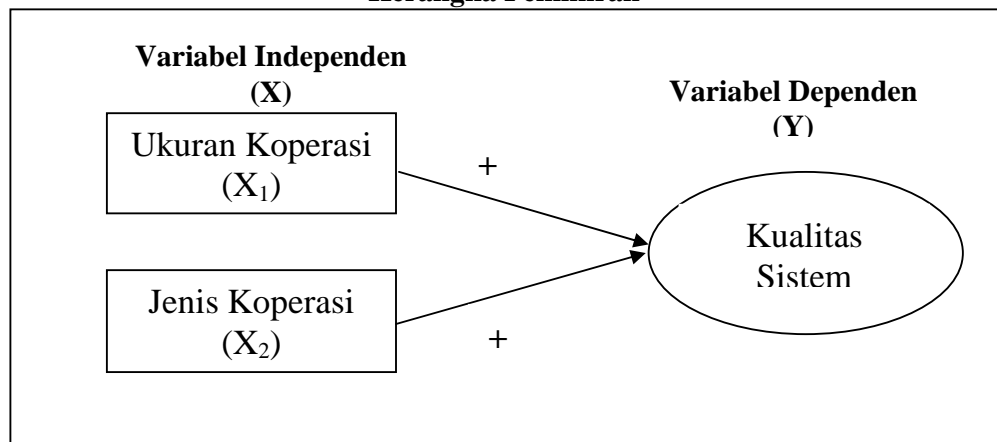 Variabel Independen
(X)
Variabel Dependen
(Y)
Ukuran Koperasi
(X₁)
+
Kualitas
Sistem
Jenis Koperasi
(X₂)
+